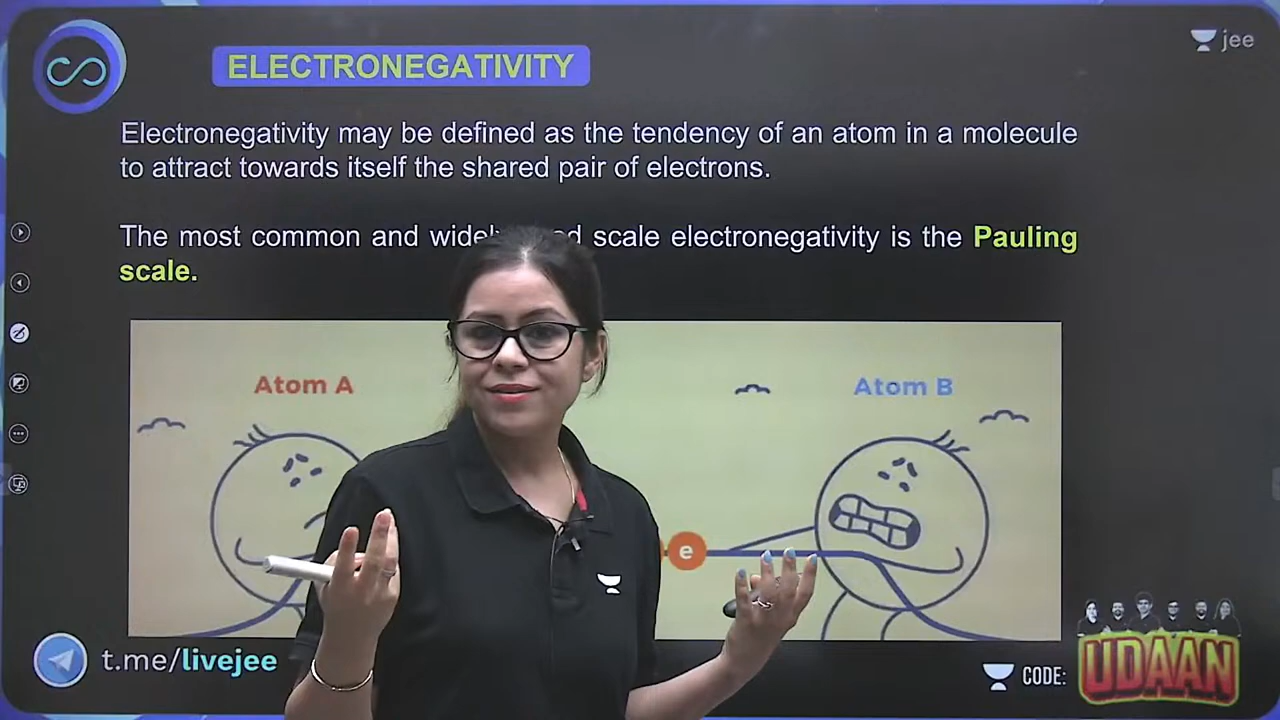 ELECTRONEGATIVITY
jee
Electronegativity may be defined as the tendency of an atom in a molecule
to attract towards itself the shared pair of electrons.
The most common and scale electronegativity is the Pauling
scale.
Atom A
Atom B
e
t.me/livejee
CODE:
UDAAN